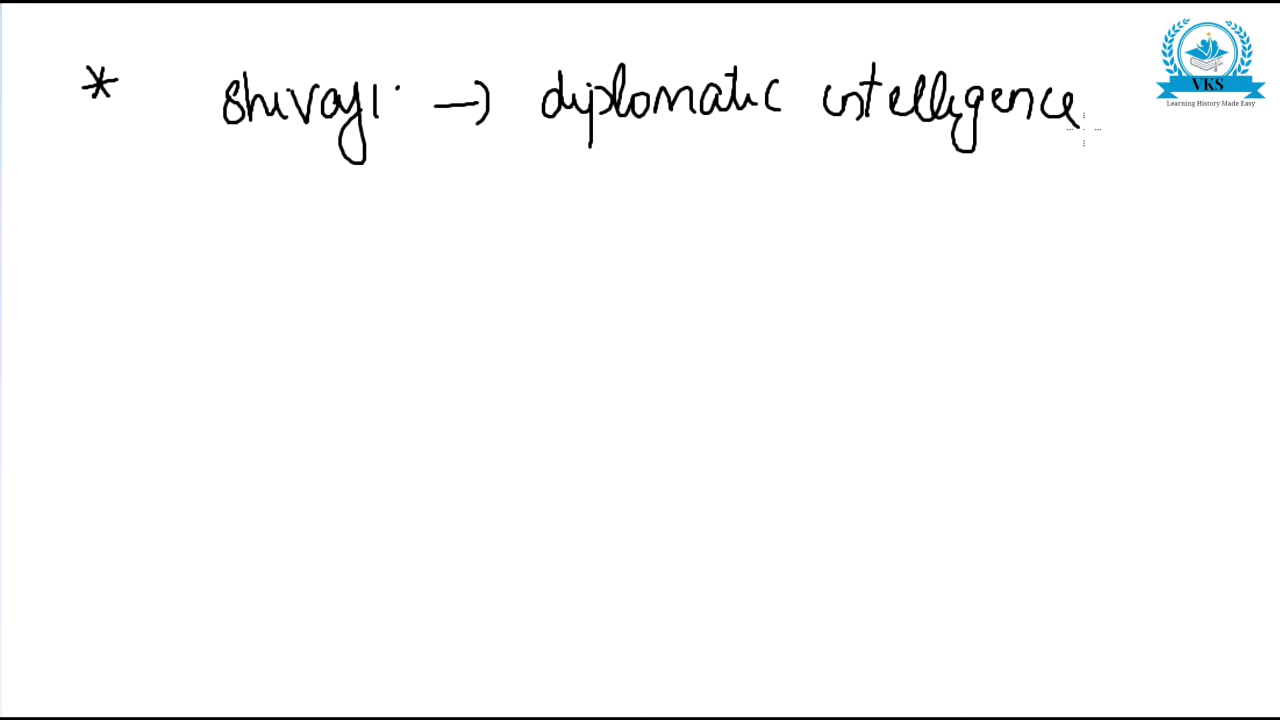 * Shivaji → diplomatic intelligence
VKS
Learning History Made Easy